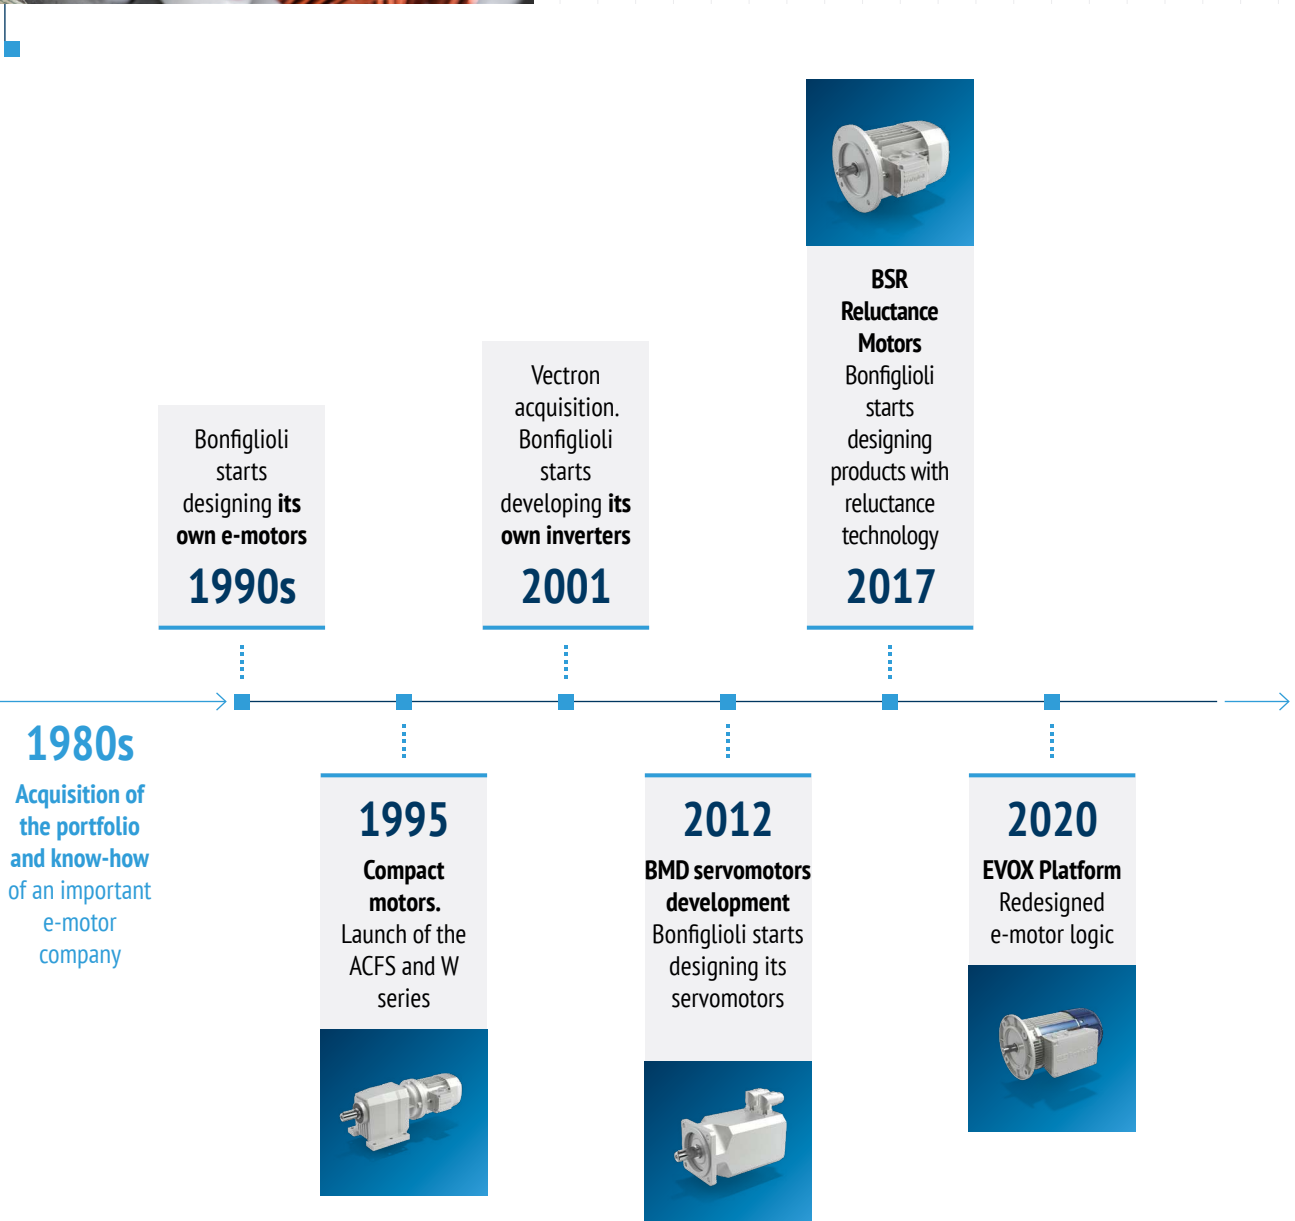 1980s
Acquisition of
the portfolio
and know-how
of an important
e-motor
company
Bonfiglioli
starts
designing its
own e-motors
1990s
1995
Compact
motors.
Launch of the
ACFS and W
series
Vectron
acquisition.
Bonfiglioli
starts
developing its
own inverters
2001
2012
BMD servomotors
development
Bonfiglioli starts
designing its
servomotors
BSR
Reluctance
Motors
Bonfiglioli
starts
designing
products with
reluctance
technology
2017
2020
EVOX Platform
Redesigned
e-motor logic